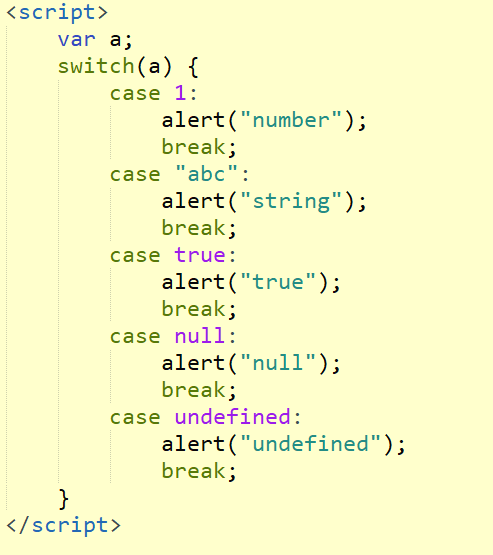 <script>
    var a;
    switch(a) {
        case 1:
            alert("number");
            break;
        case "abc":
            alert("string");
            break;
        case true:
            alert("true");
            break;
        case null:
            alert("null");
            break;
        case undefined:
            alert("undefined");
            break;
    }
</script>